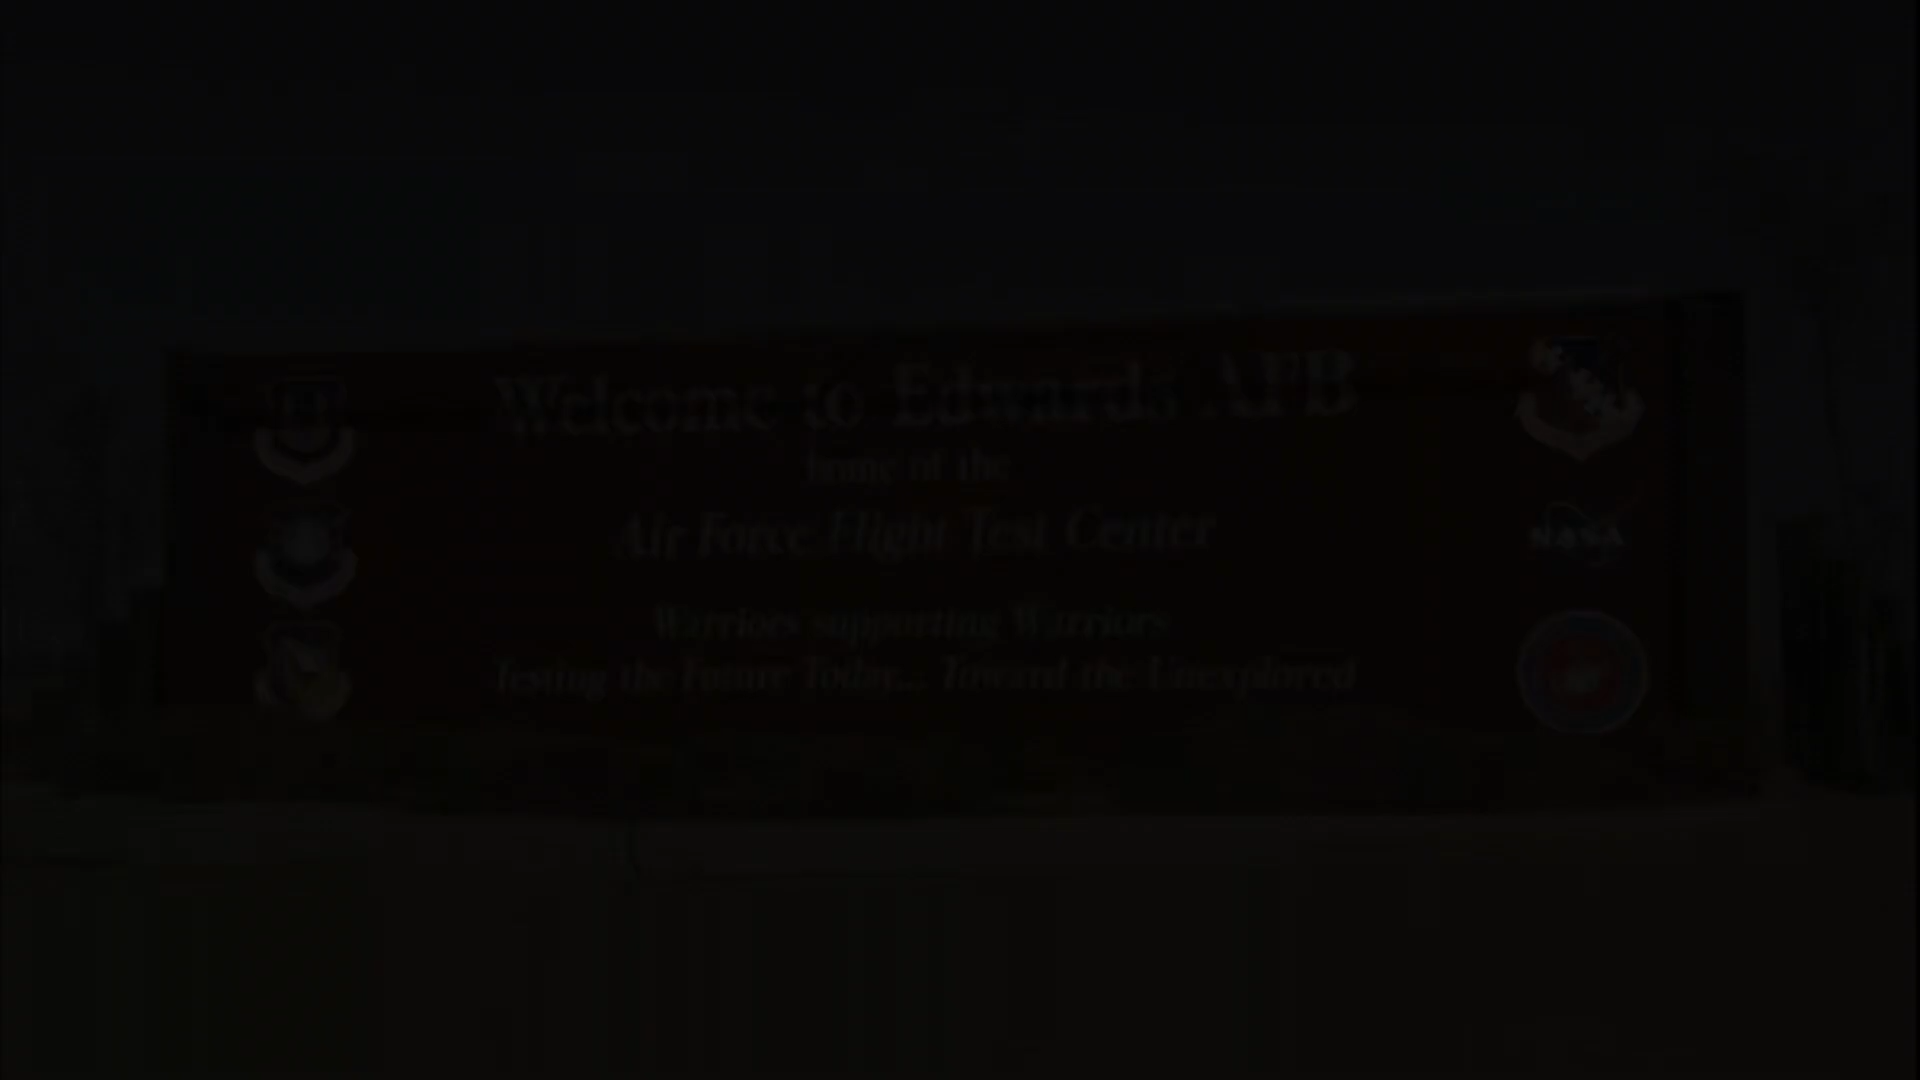 Welcome to Edwards AFB
home of the
Air Force Flight Test Center
Warriors supporting Warriors
Testing the Future Today... Toward the Unexplored
NASA